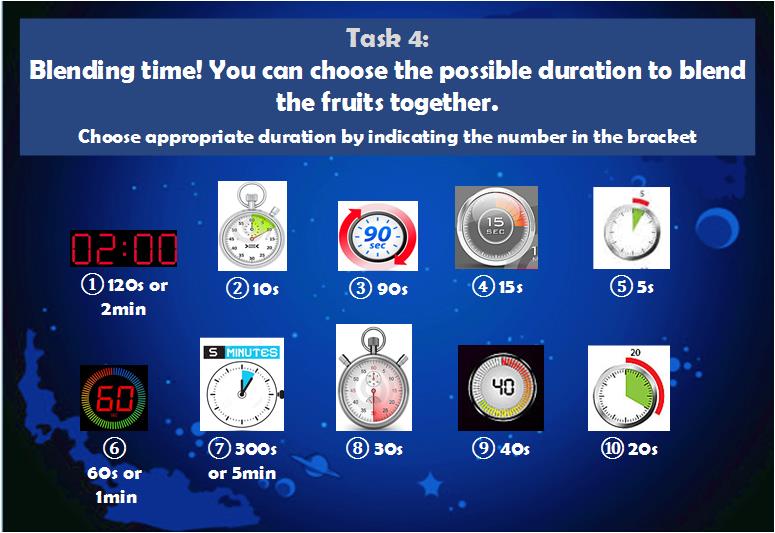 Task 4:
Blending time! You can choose the possible duration to blend
the fruits together.
Choose appropriate duration by indicating the number in the bracket
02:00
① 120s or
2min
② 10s
90
sec
③ 90s
15
SEC
④ 15s
5
⑤ 5s
60
⑥
60s or
1min
5 MINUTES
⑦ 300s
or 5min
⑧ 30s
40
⑨ 40s
20
⑩ 20s